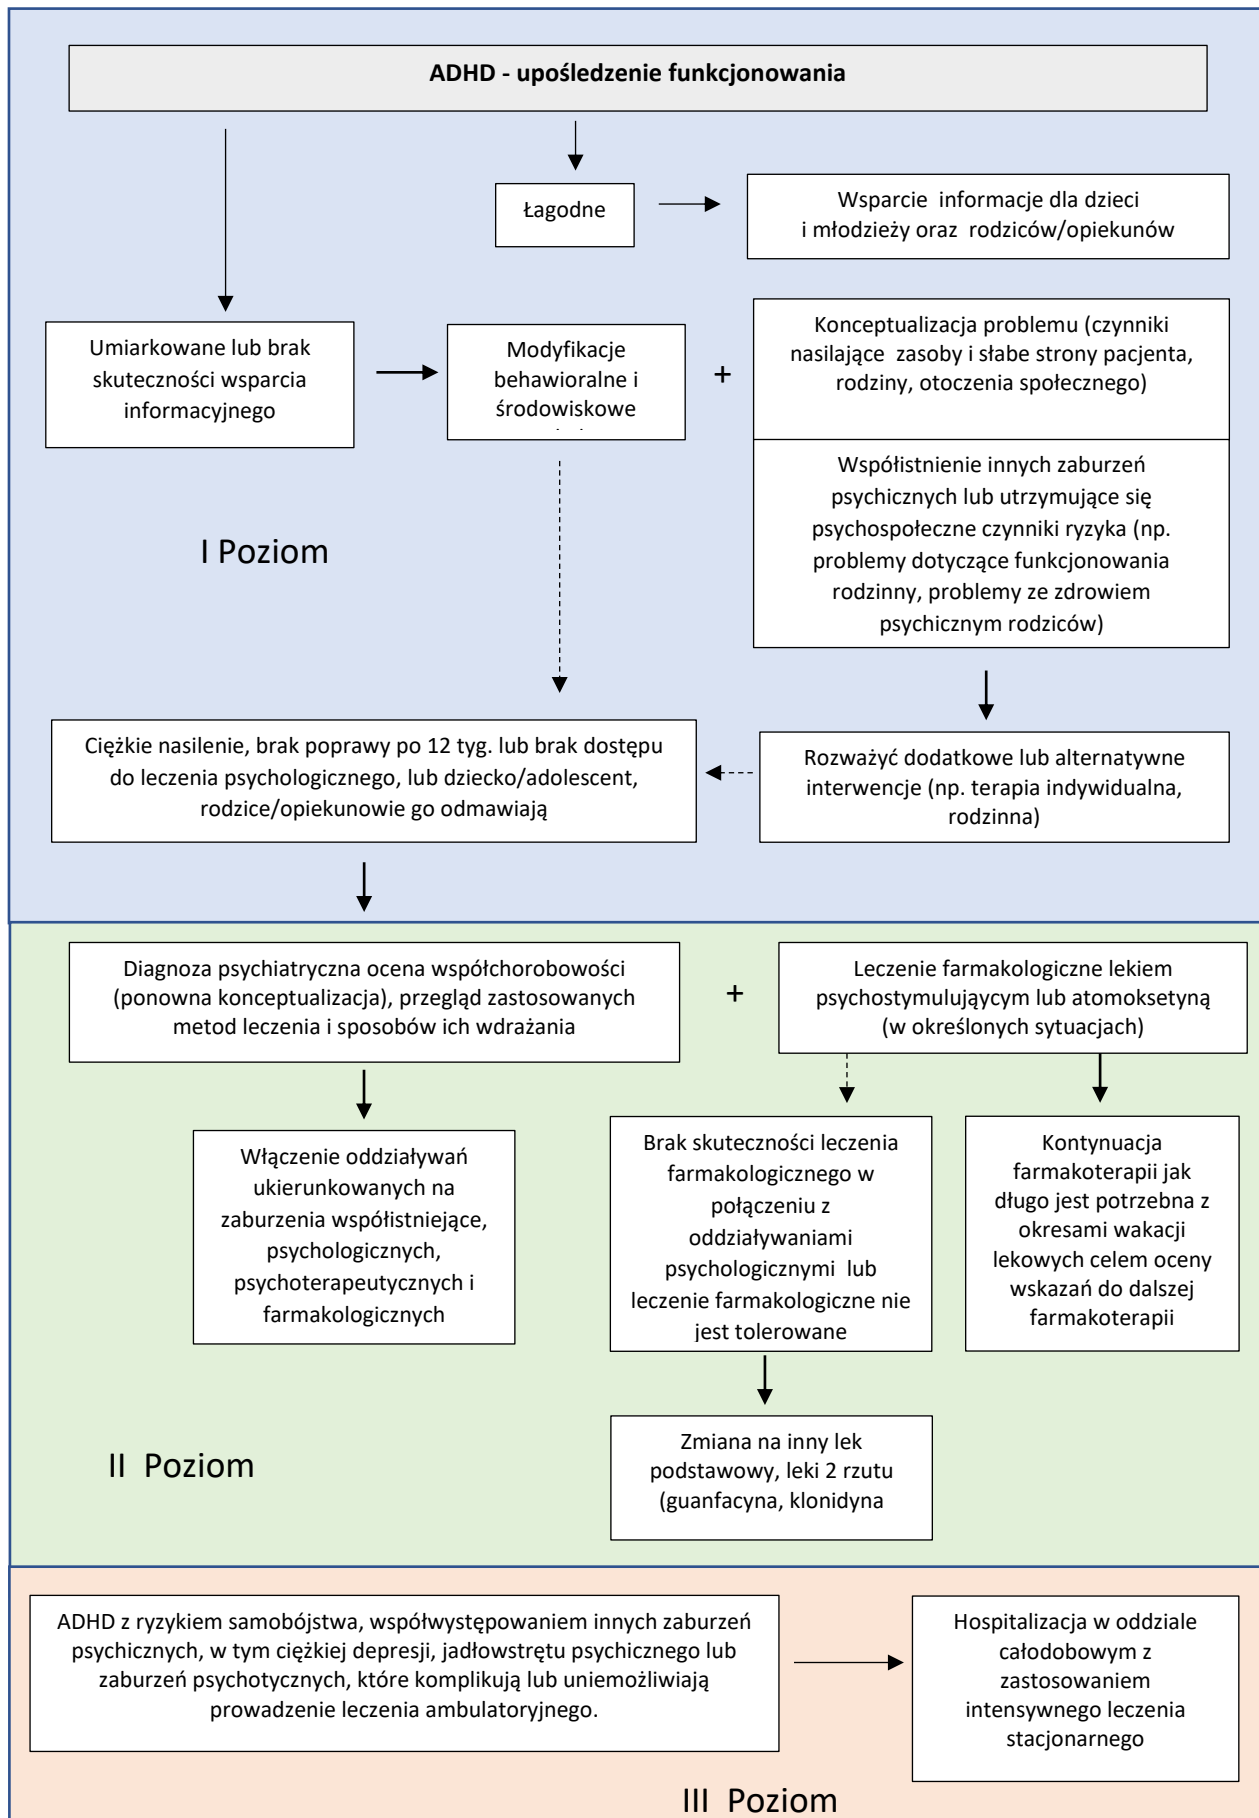 ADHD - upośledzenie funkcjonowania
Łagodne
Wsparcie informacje dla dzieci
i młodzieży oraz rodziców/opiekunów
Umiarkowane lub brak
skuteczności wsparcia
informacyjnego
Modyfikacje
behawioralne i
środowiskowe
+
Konceptualizacja problemu (czynniki
nasilające zasoby i słabe strony pacjenta,
rodziny, otoczenia społecznego)
Współistnienie innych zaburzeń
psychicznych lub utrzymujące się
psychospołeczne czynniki ryzyka (np.
problemy dotyczące funkcjonowania
rodzinny, problemy ze zdrowiem
psychicznym rodziców)
I Poziom
Ciężkie nasilenie, brak poprawy po 12 tyg. lub brak dostępu
do leczenia psychologicznego, lub dziecko/adolescent,
rodzice/opiekunowie go odmawiają
Rozważyć dodatkowe lub alternatywne
interwencje (np. terapia indywidualna,
rodzinna)
Diagnoza psychiatryczna ocena współchorobowości
(ponowna konceptualizacja), przegląd zastosowanych
metod leczenia i sposobów ich wdrażania
+
Leczenie farmakologiczne lekiem
psychostymulującycm lub atomoksetyną
(w określonych sytuacjach)
Włączenie oddziaływań
ukierunkowanych na
zaburzenia współistniejące,
psychologicznych,
psychoterapeutycznych i
farmakologicznych
Brak skuteczności leczenia
farmakologicznego w
połączeniu z
oddziaływaniami
psychologicznymi lub
leczenie farmakologiczne nie
jest tolerowane
Kontynuacja
farmakoterapii jak
długo jest potrzebna z
okresami wakacji
lekowych celem oceny
wskazań do dalszej
farmakoterapii
II Poziom
Zmiana na inny lek
podstawowy, leki 2 rzutu
(guanfacyna, klonidyna
ADHD z ryzykiem samobójstwa, współwystępowaniem innych zaburzeń
psychicznych, w tym ciężkiej depresji, jadłowstrętu psychicznego lub
zaburzeń psychotycznych, które komplikują lub uniemożliwiają
prowadzenie leczenia ambulatoryjnego.
Hospitalizacja w oddziale
całodobowym z
zastosowaniem
intensywnego leczenia
stacjonarnego
III Poziom